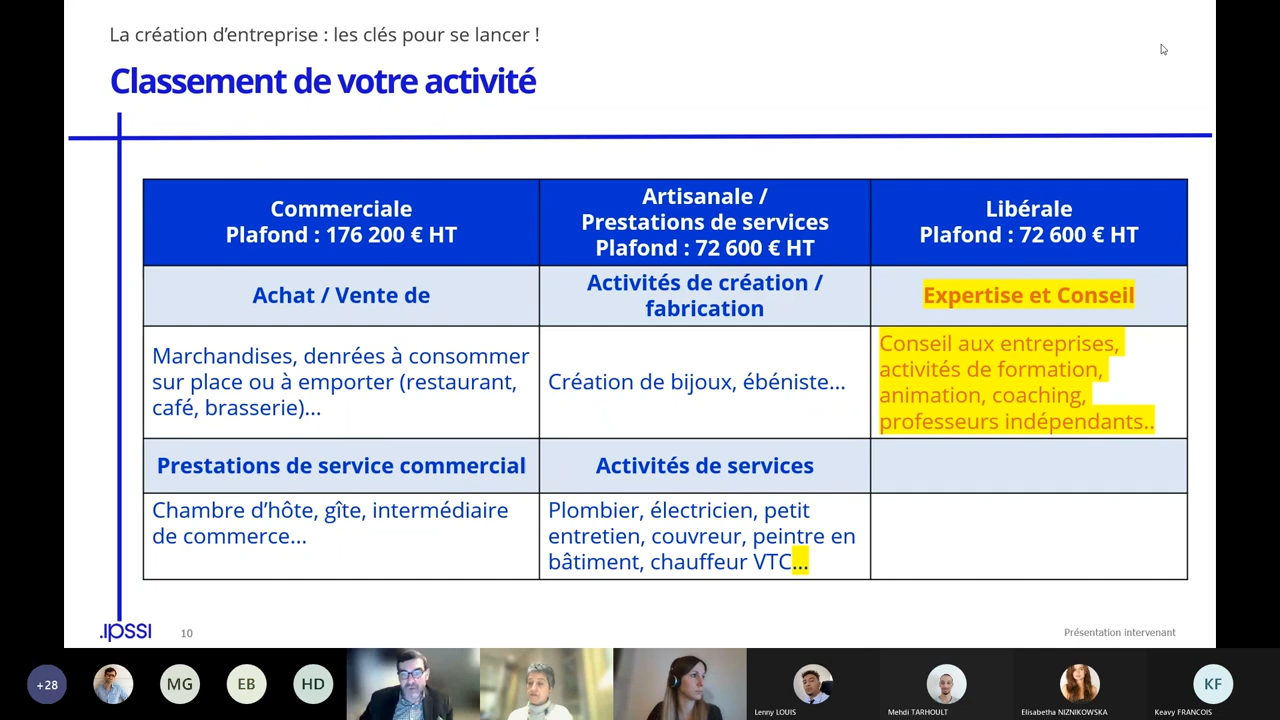 La création d’entreprise : les clés pour se lancer !
Classement de votre activité
Commerciale
Plafond : 176 200 € HT
Artisanale /
Prestations de services
Plafond : 72 600 € HT
Libérale
Plafond : 72 600 € HT
Achat / Vente de
Activités de création /
fabrication
Expertise et Conseil
Marchandises, denrées à consommer
sur place ou à emporter (restaurant,
café, brasserie)…
Création de bijoux, ébéniste…
Conseil aux entreprises,
activités de formation,
animation, coaching,
professeurs indépendants..
Prestations de service commercial
Activités de services
Chambre d’hôte, gîte, intermédiaire
de commerce…
Plombier, électricien, petit
entretien, couvreur, peintre en
bâtiment, chauffeur VTC…
.IPSSI
10
Présentation intervenant
+28
MG
EB
HD
Lenny LOUIS
Mehdi TARHOULT
Elisabetha NIZNIKOWSKA
KF
Keavy FRANCOIS